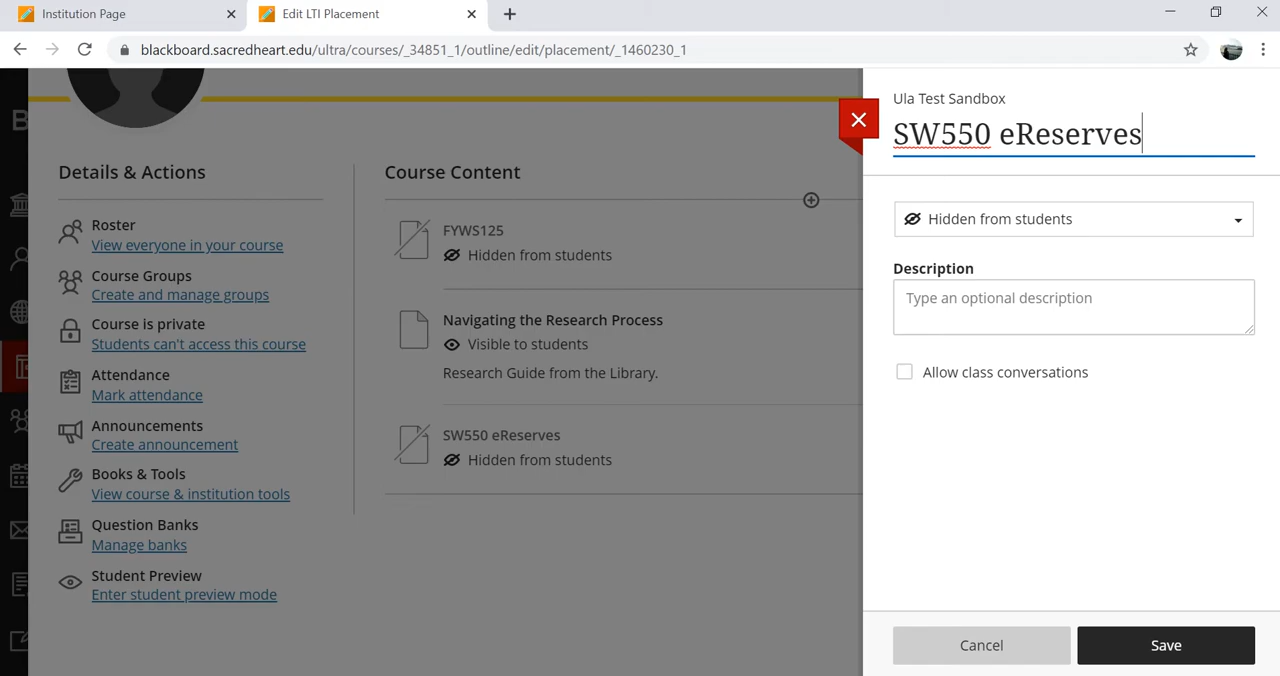 Institution Page
Edit LTI Placement
blackboard.sacredheart.edu/ultra/courses/_34851_1/outline/edit/placement/_1460230_1
B
Details & Actions
Roster
View everyone in your course
Course Groups
Create and manage groups
Course is private
Students can't access this course
Attendance
Mark attendance
Announcements
Create announcement
Books & Tools
View course & institution tools
Question Banks
Manage banks
Student Preview
Enter student preview mode
Course Content
FYWS125
Hidden from students
Navigating the Research Process
Visible to students
Research Guide from the Library.
SW550 eReserves
Hidden from students
Ula Test Sandbox
SW550 eReserves
Hidden from students
Description
Type an optional description
Allow class conversations
Cancel
Save